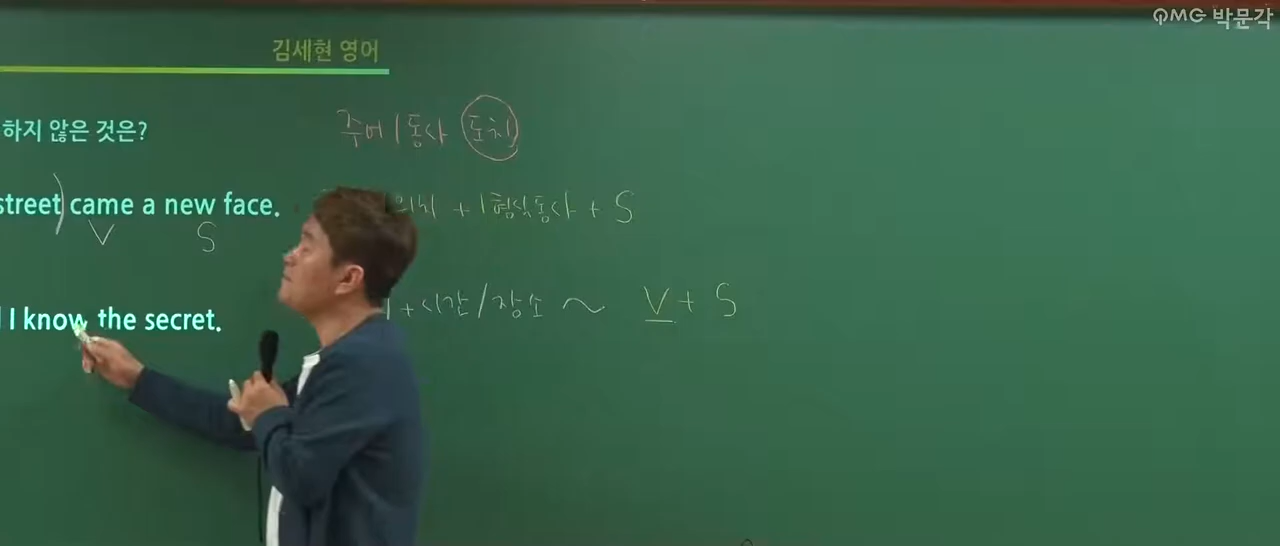 QMG 박문각
김세현 영어
하지 않은 것은?
주어/동사 도치
street) came a new face.
V S
+ 1형식동사 + S
I know the secret.
+시간/장소 ~ V + S